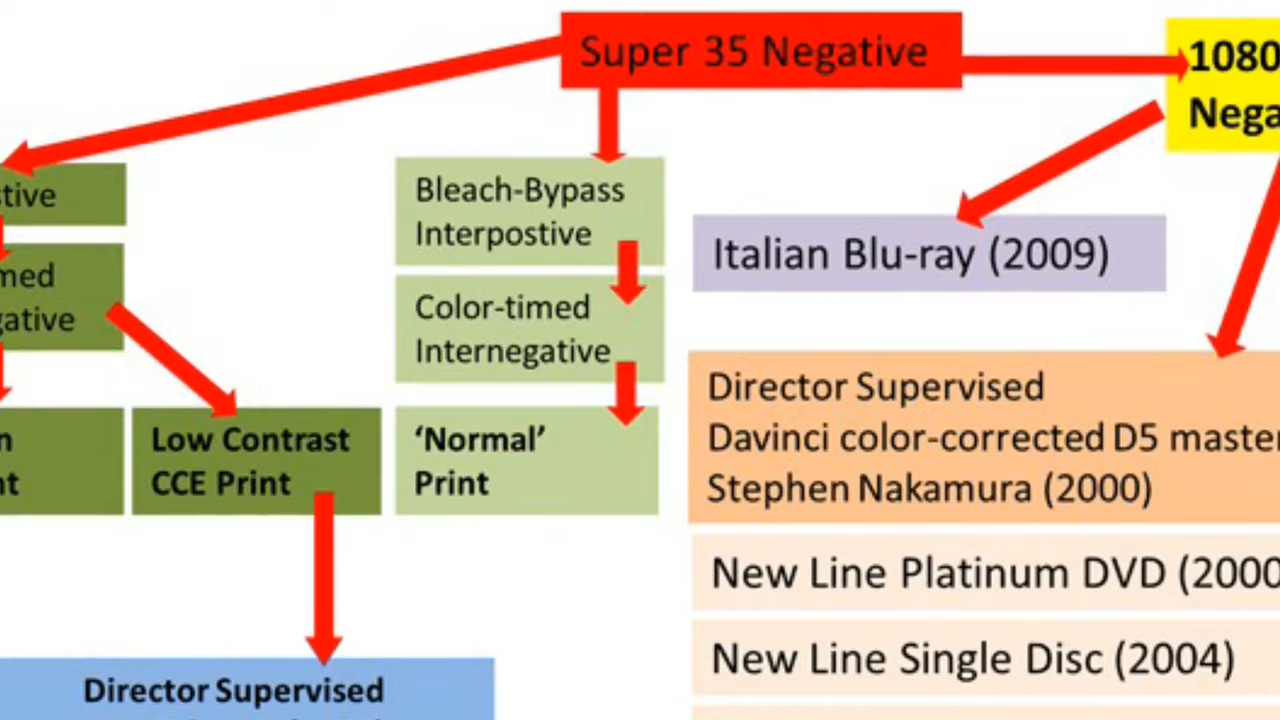 Super 35 Negative
1080
Nega
stive
med
gative
n
nt
Low Contrast
CCE Print
Bleach-Bypass
Interpostive
Color-timed
Internegative
‘Normal’
Print
Italian Blu-ray (2009)
Director Supervised
Davinci color-corrected D5 master
Stephen Nakamura (2000)
New Line Platinum DVD (2000
New Line Single Disc (2004)
Director Supervised